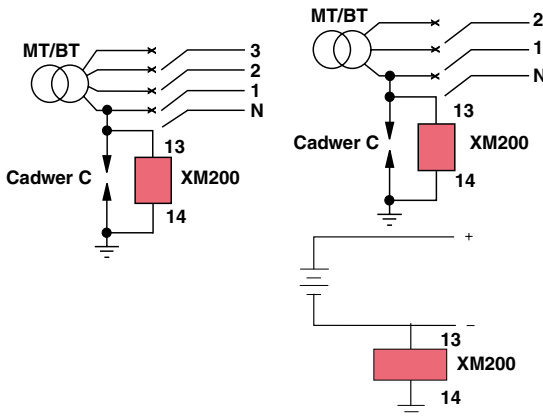 MT/BT
3
2
1
N
13
Cadwer C
XM200
14
MT/BT
2
1
N
13
Cadwer C
XM200
14
+
–
13
XM200
14